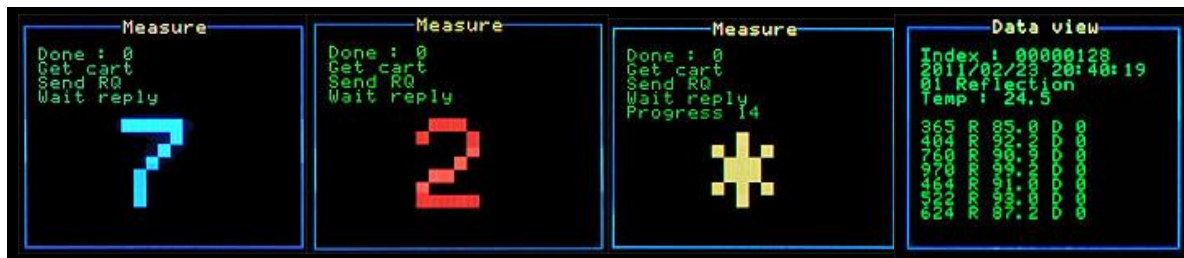 Measure
Done : 0
Get cart
Send RQ
Wait reply
7
Measure
Done : 0
Get cart
Send RQ
Wait reply
2
Measure
Done : 0
Get cart
Send RQ
Wait reply
Progress 14
*
Data view
Index : 00000128
2011/02/23 20:40:19
01 Reflection
Temp : 24.5
365 R 85.0 D 0
404 R 92.2 D 0
760 R 90.9 D 0
970 R 99.2 D 0
464 R 91.0 D 0
522 R 93.0 D 0
624 R 87.2 D 0